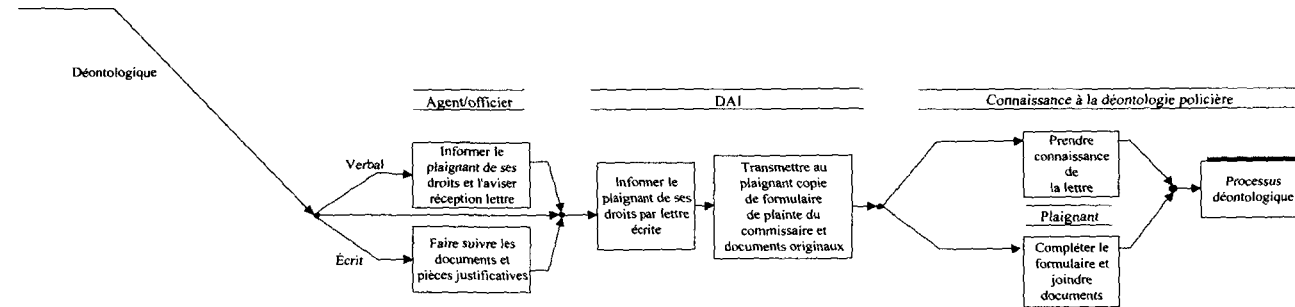 Déontologique
Agent/officier
DAI
Connaissance à la déontologie policière
Verbal
Informer le
plaignant de ses
droits et l'aviser
réception lettre
Écrit
Faire suivre les
documents et
pièces justificatives
Informer le
plaignant de ses
droits par lettre
écrite
Transmettre au
plaignant copie
de formulaire
de plainte du
commissaire et
documents originaux
Prendre
connaissance
de
la lettre
Plaignant
Compléter le
formulaire et
joindre
documents
Processus
déontologique